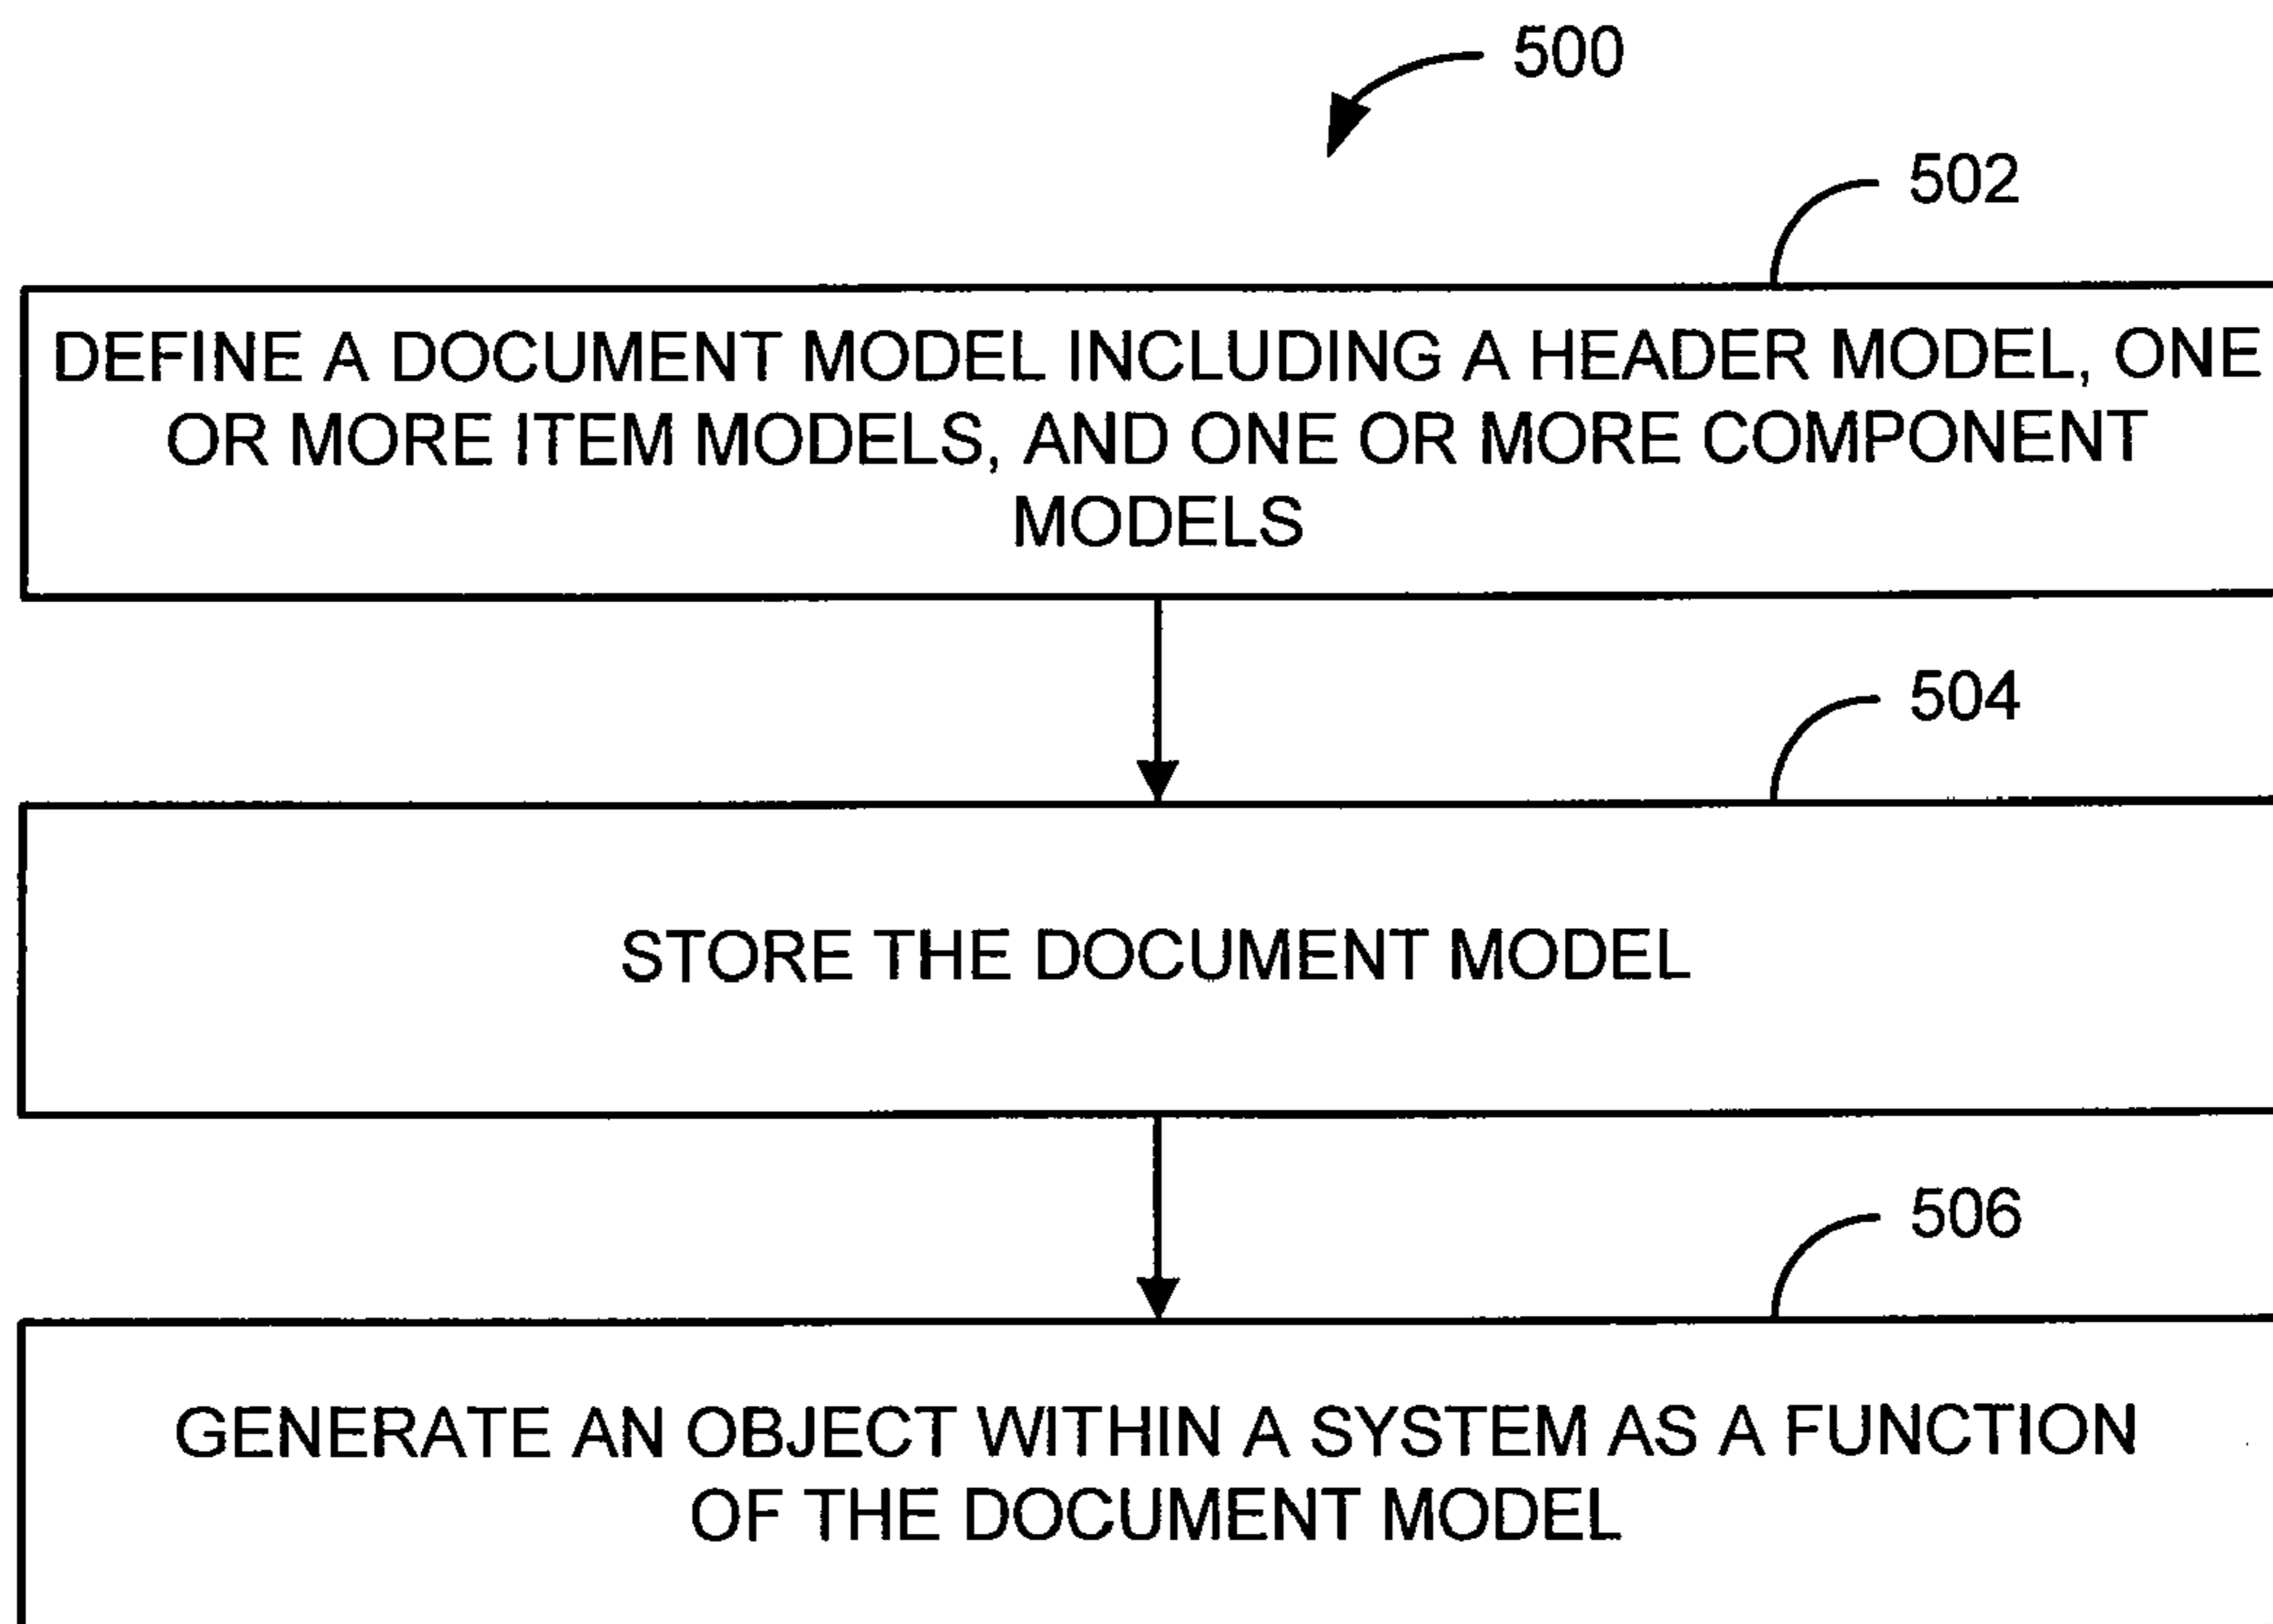 500
502
DEFINE A DOCUMENT MODEL INCLUDING A HEADER MODEL, ONE
OR MORE ITEM MODELS, AND ONE OR MORE COMPONENT
MODELS
504
STORE THE DOCUMENT MODEL
506
GENERATE AN OBJECT WITHIN A SYSTEM AS A FUNCTION
OF THE DOCUMENT MODEL